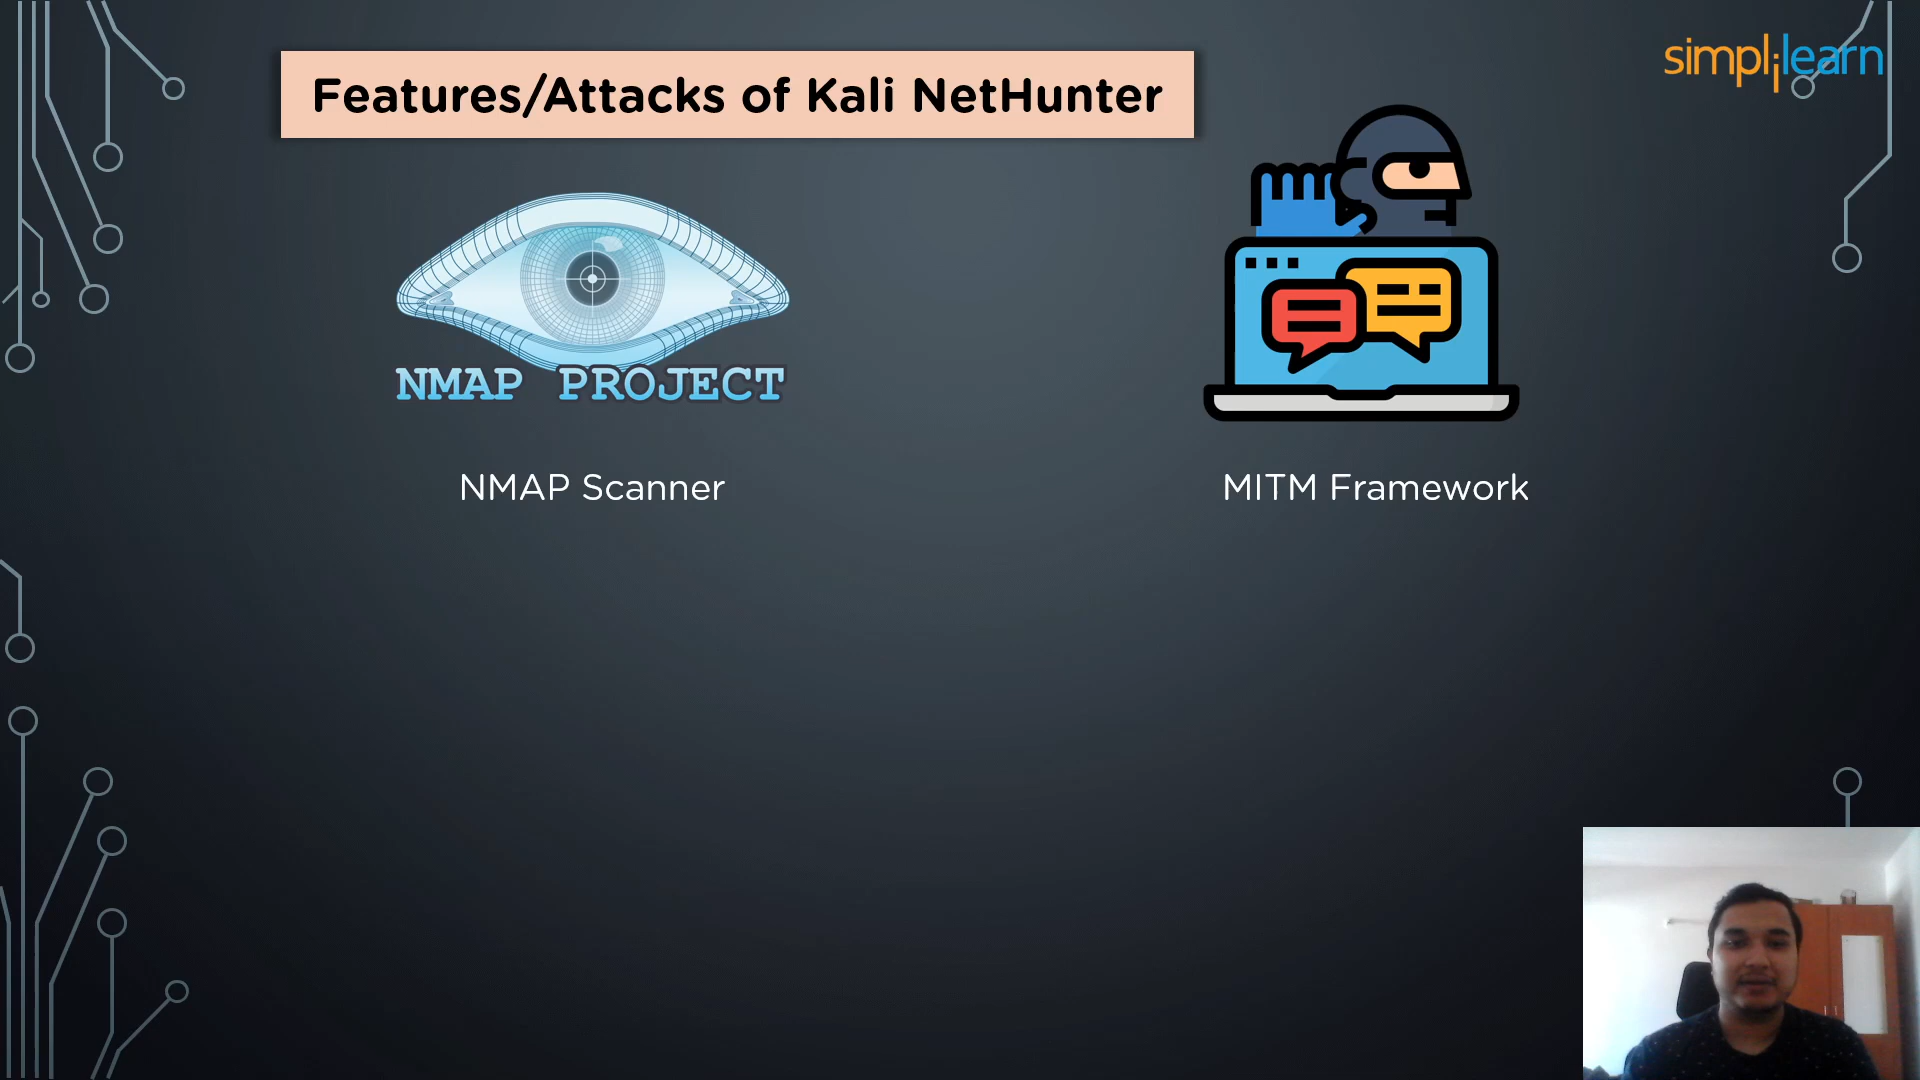 Features/Attacks of Kali NetHunter
simplilearn
NMAP PROJECT
NMAP Scanner
MITM Framework